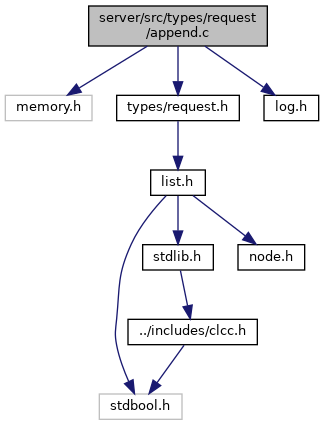 server/src/types/request
/append.c
memory.h
types/request.h
log.h
list.h
stdlib.h
node.h
../includes/clcc.h
stdbool.h